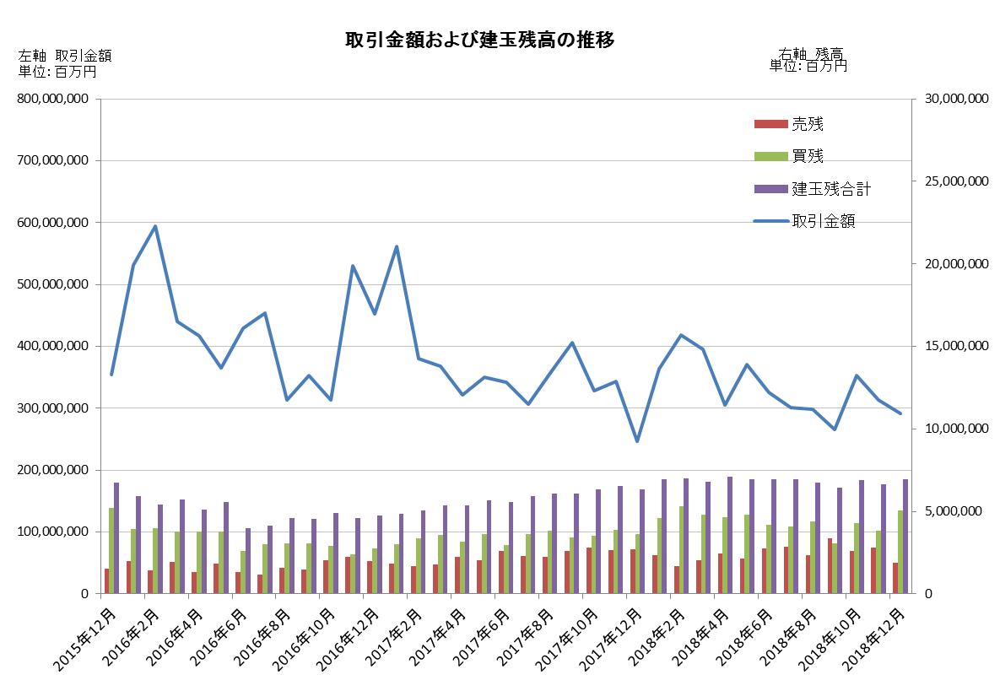 取引金額および建玉残高の推移
左軸 取引金額
単位: 百万円
右軸 残高
単位: 百万円
800,000,000
700,000,000
600,000,000
500,000,000
400,000,000
300,000,000
200,000,000
100,000,000
0
30,000,000
25,000,000
20,000,000
15,000,000
10,000,000
5,000,000
0
売残
買残
建玉残合計
取引金額
2015年12月
2016年2月
2016年4月
2016年6月
2016年8月
2016年10月
2016年12月
2017年2月
2017年4月
2017年6月
2017年8月
2017年10月
2017年12月
2018年2月
2018年4月
2018年6月
2018年8月
2018年10月
2018年12月